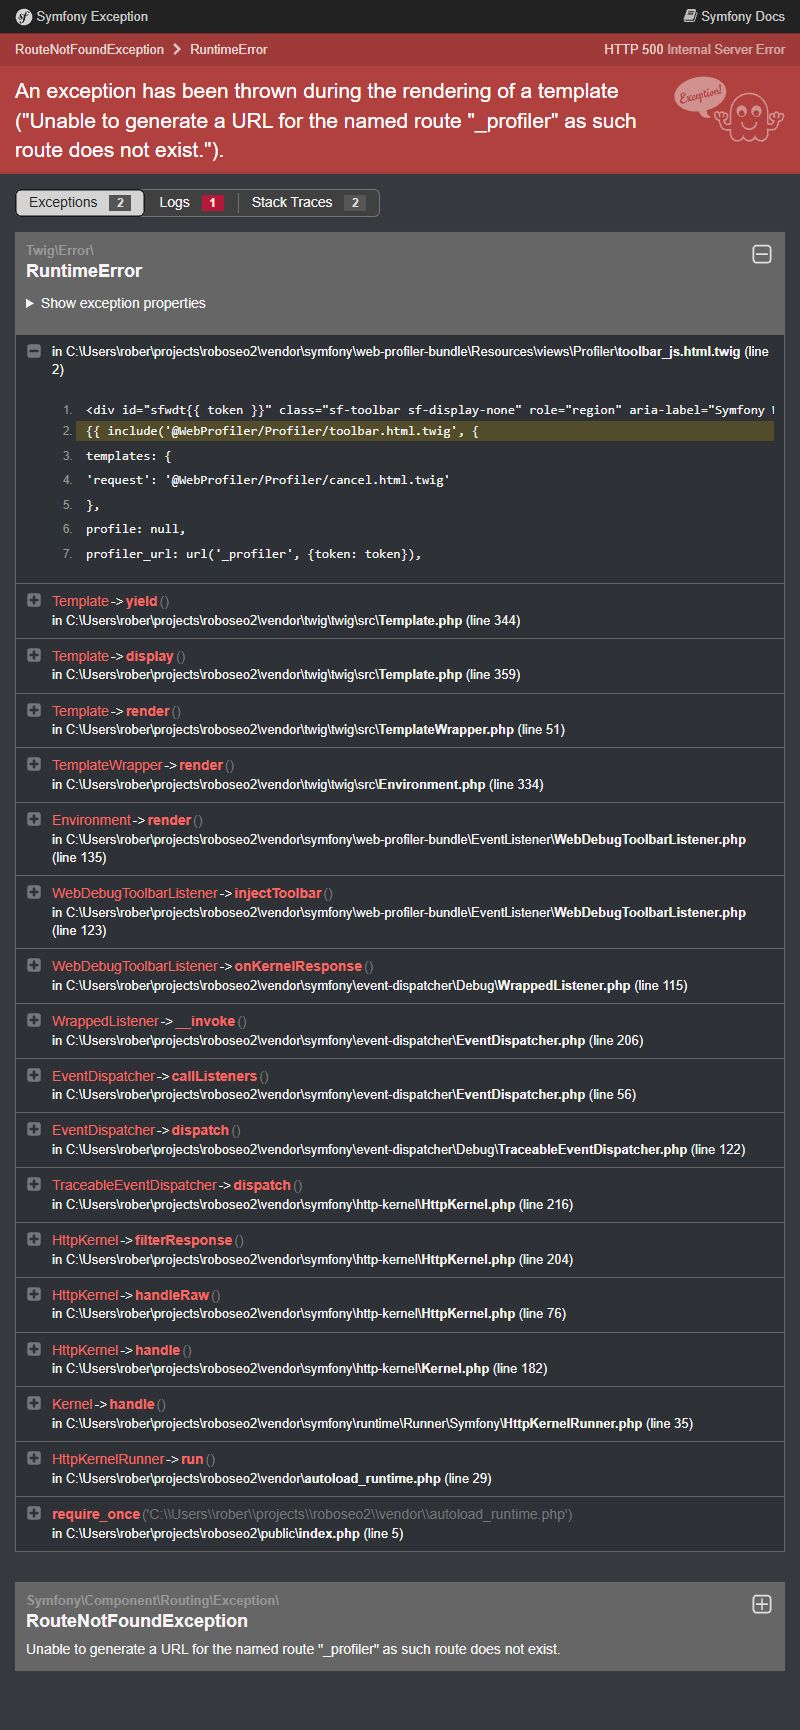 Symfony Exception
Symfony Docs
RouteNotFoundException RuntimeError
HTTP 500 Internal Server Error
An exception has been thrown during the rendering of a template
("Unable to generate a URL for the named route "_profiler" as such
route does not exist.").
Exception!
Exceptions 2 Logs 1 Stack Traces 2
Twig\Error\
RuntimeError
Show exception properties
in C:\Users\rober\projects\roboseo2\vendor\symfony\web-profiler-bundle\Resources\views\Profiler\toolbar_js.html.twig (line
2)
1. <div id="sfwdt{{ token }}" class="sf-toolbar sf-display-none" role="region" aria-label="Symfony
2. {{ include('@WebProfiler/Profiler/toolbar.html.twig', {
3. templates: {
4. 'request': '@WebProfiler/Profiler/cancel.html.twig'
5. },
6. profile: null,
7. profiler_url: url('_profiler', {token: token}),
Template->yield()
in C:\Users\rober\projects\roboseo2\vendor\twig\twig\src\Template.php (line 344)
Template->display()
in C:\Users\rober\projects\roboseo2\vendor\twig\twig\src\Template.php (line 359)
Template->render()
in C:\Users\rober\projects\roboseo2\vendor\twig\twig\src\TemplateWrapper.php (line 51)
TemplateWrapper->render()
in C:\Users\rober\projects\roboseo2\vendor\twig\twig\src\Environment.php (line 334)
Environment->render()
in C:\Users\rober\projects\roboseo2\vendor\symfony\web-profiler-bundle\EventListener\WebDebugToolbarListener.php
(line 135)
WebDebugToolbarListener->injectToolbar()
in C:\Users\rober\projects\roboseo2\vendor\symfony\web-profiler-bundle\EventListener\WebDebugToolbarListener.php
(line 123)
WebDebugToolbarListener->onKernelResponse()
in C:\Users\rober\projects\roboseo2\vendor\symfony\event-dispatcher\Debug\WrappedListener.php (line 115)
WrappedListener->__invoke()
in C:\Users\rober\projects\roboseo2\vendor\symfony\event-dispatcher\EventDispatcher.php (line 206)
EventDispatcher->callListeners()
in C:\Users\rober\projects\roboseo2\vendor\symfony\event-dispatcher\EventDispatcher.php (line 56)
EventDispatcher->dispatch()
in C:\Users\rober\projects\roboseo2\vendor\symfony\event-dispatcher\Debug\TraceableEventDispatcher.php (line 122)
TraceableEventDispatcher->dispatch()
in C:\Users\rober\projects\roboseo2\vendor\symfony\http-kernel\HttpKernel.php (line 216)
HttpKernel->filterResponse()
in C:\Users\rober\projects\roboseo2\vendor\symfony\http-kernel\HttpKernel.php (line 204)
HttpKernel->handleRaw()
in C:\Users\rober\projects\roboseo2\vendor\symfony\http-kernel\HttpKernel.php (line 76)
HttpKernel->handle()
in C:\Users\rober\projects\roboseo2\vendor\symfony\http-kernel\Kernel.php (line 182)
Kernel->handle()
in C:\Users\rober\projects\roboseo2\vendor\symfony\runtime\Runner\Symfony\HttpKernelRunner.php (line 35)
HttpKernelRunner->run()
in C:\Users\rober\projects\roboseo2\vendor\autoload_runtime.php (line 29)
require_once('C:\\Users\\rober\\projects\\roboseo2\\vendor\\autoload_runtime.php')
in C:\Users\rober\projects\roboseo2\public\index.php (line 5)
Symfony\Component\Routing\Exception\
RouteNotFoundException
Unable to generate a URL for the named route "_profiler" as such route does not exist.